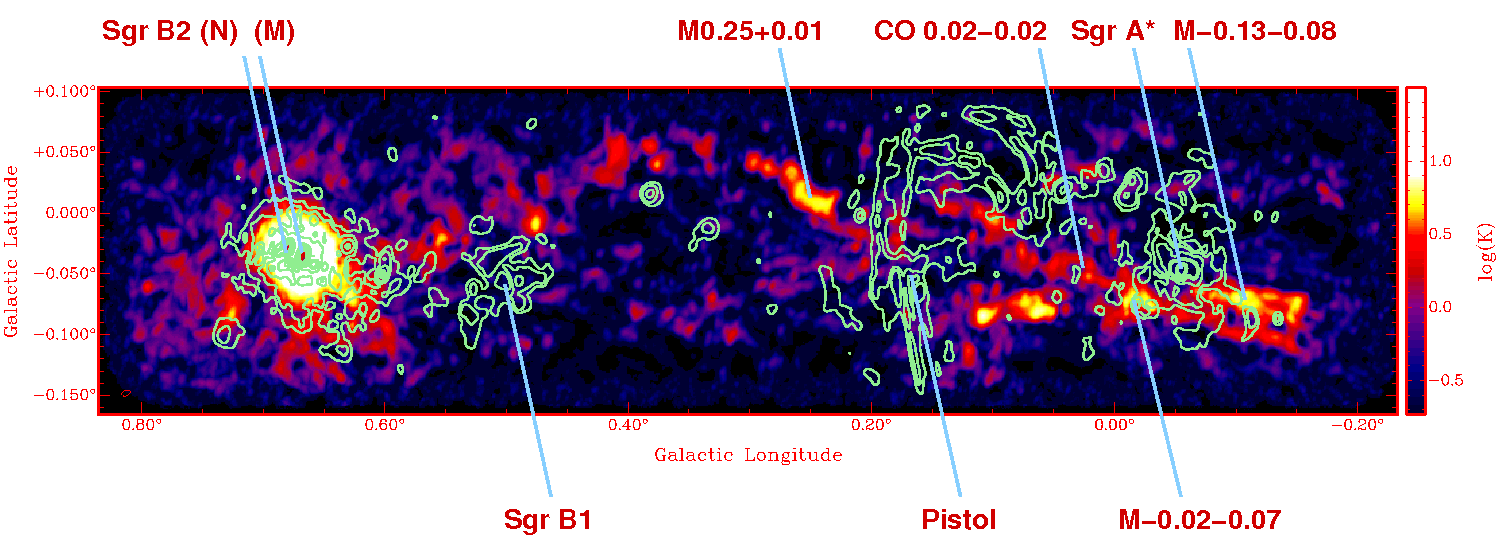 Sgr B2 (N) (M) M0.25+0.01 CO 0.02−0.02 Sgr A* M−0.13−0.08
+0.100°
+0.050°
0.000°
−0.050°
−0.100°
−0.150°
Galactic Latitude
1.0
0.5
0.0
−0.5
log(K)
0.80° 0.60° 0.40° 0.20° 0.00° −0.20°
Galactic Longitude
Sgr B1 Pistol M−0.02−0.07